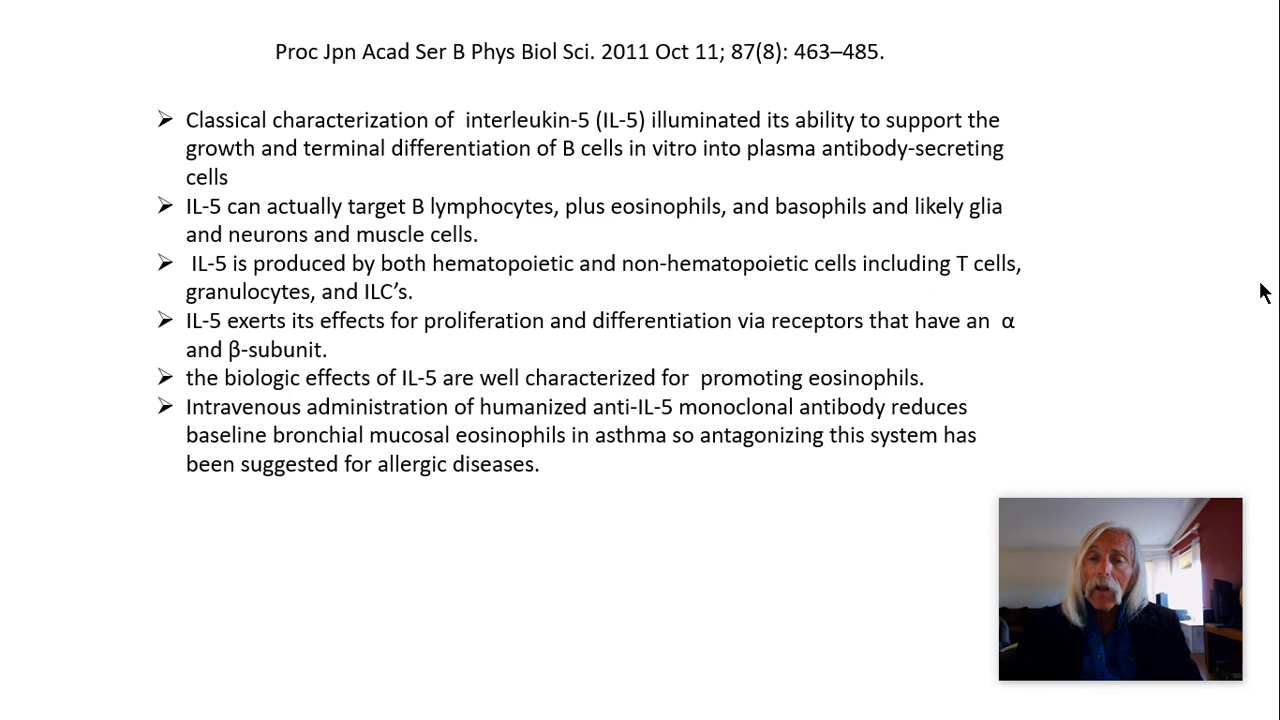 Proc Jpn Acad Ser B Phys Biol Sci. 2011 Oct 11; 87(8): 463–485.
➢ Classical characterization of  interleukin-5 (IL-5) illuminated its ability to support the
growth and terminal differentiation of B cells in vitro into plasma antibody-secreting
cells
➢ IL-5 can actually target B lymphocytes, plus eosinophils, and basophils and likely glia
and neurons and muscle cells.
➢  IL-5 is produced by both hematopoietic and non-hematopoietic cells including T cells,
granulocytes, and ILC’s.
➢ IL-5 exerts its effects for proliferation and differentiation via receptors that have an  α
and β-subunit.
➢ the biologic effects of IL-5 are well characterized for  promoting eosinophils.
➢ Intravenous administration of humanized anti-IL-5 monoclonal antibody reduces
baseline bronchial mucosal eosinophils in asthma so antagonizing this system has
been suggested for allergic diseases.